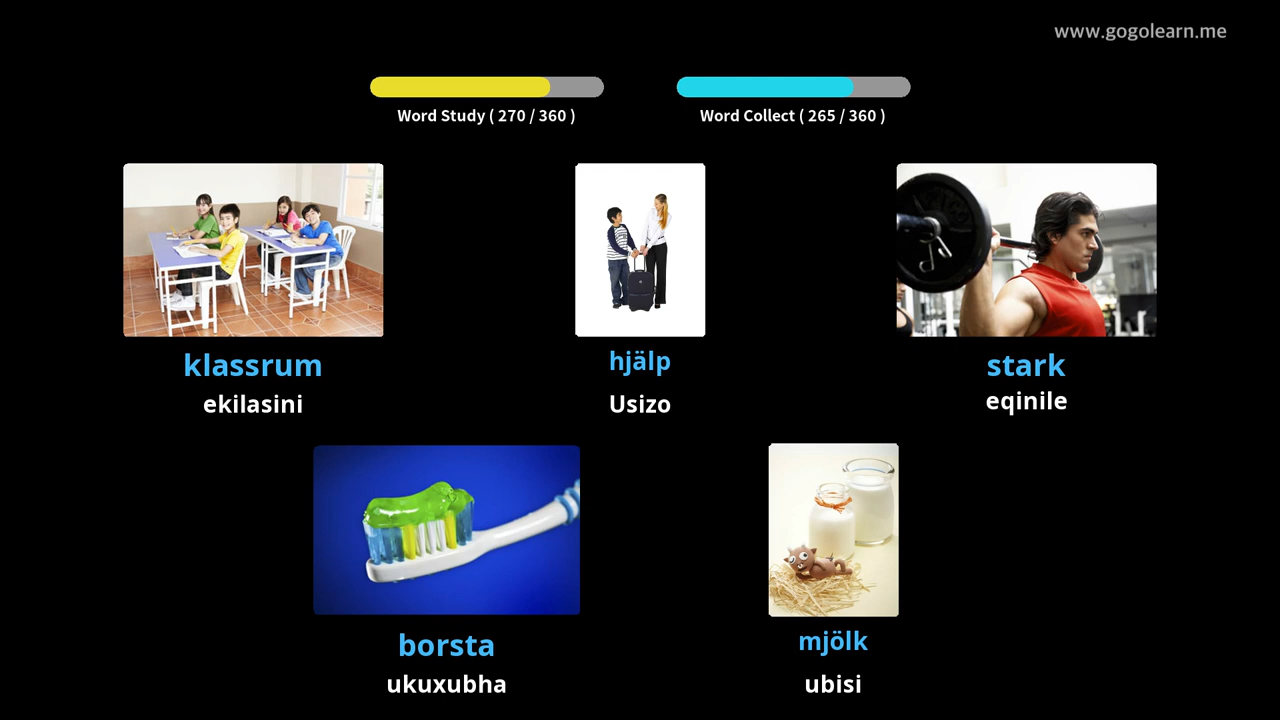 www.gogolearn.me
Word Study ( 270 / 360 )
Word Collect ( 265 / 360 )
klassrum
ekilasini
hjälp
Usizo
stark
eqinile
borsta
ukuxubha
mjölk
ubisi